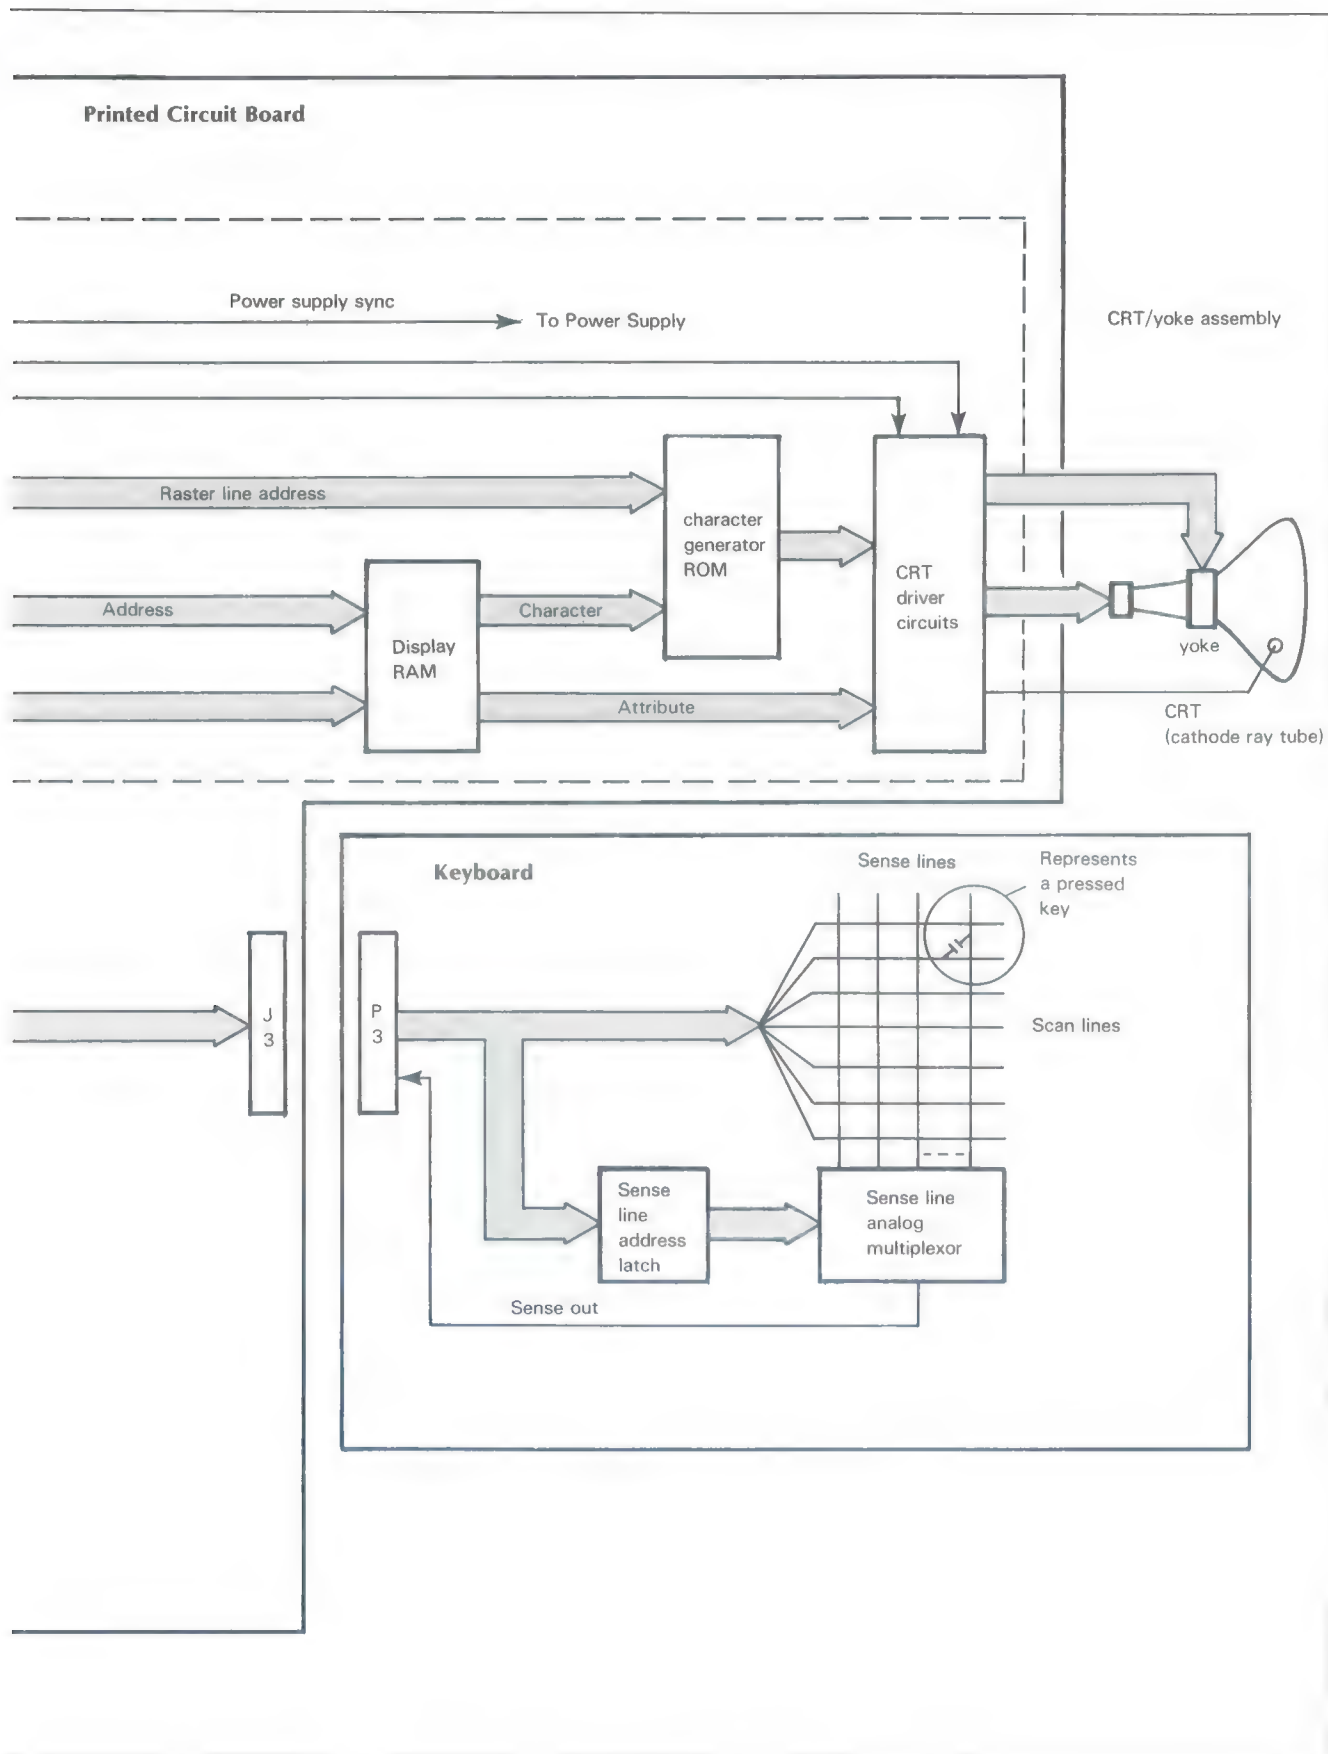 Printed Circuit Board
Power supply sync
To Power Supply
CRT/yoke assembly
Raster line address
character
generator
ROM
CRT
driver
circuits
Address
Character
Display
RAM
yoke
Attribute
CRT
(cathode ray tube)
Keyboard
Sense lines
Represents
a pressed
key
J
3
P
3
Scan lines
Sense
line
address
latch
Sense line
analog
multiplexor
Sense out